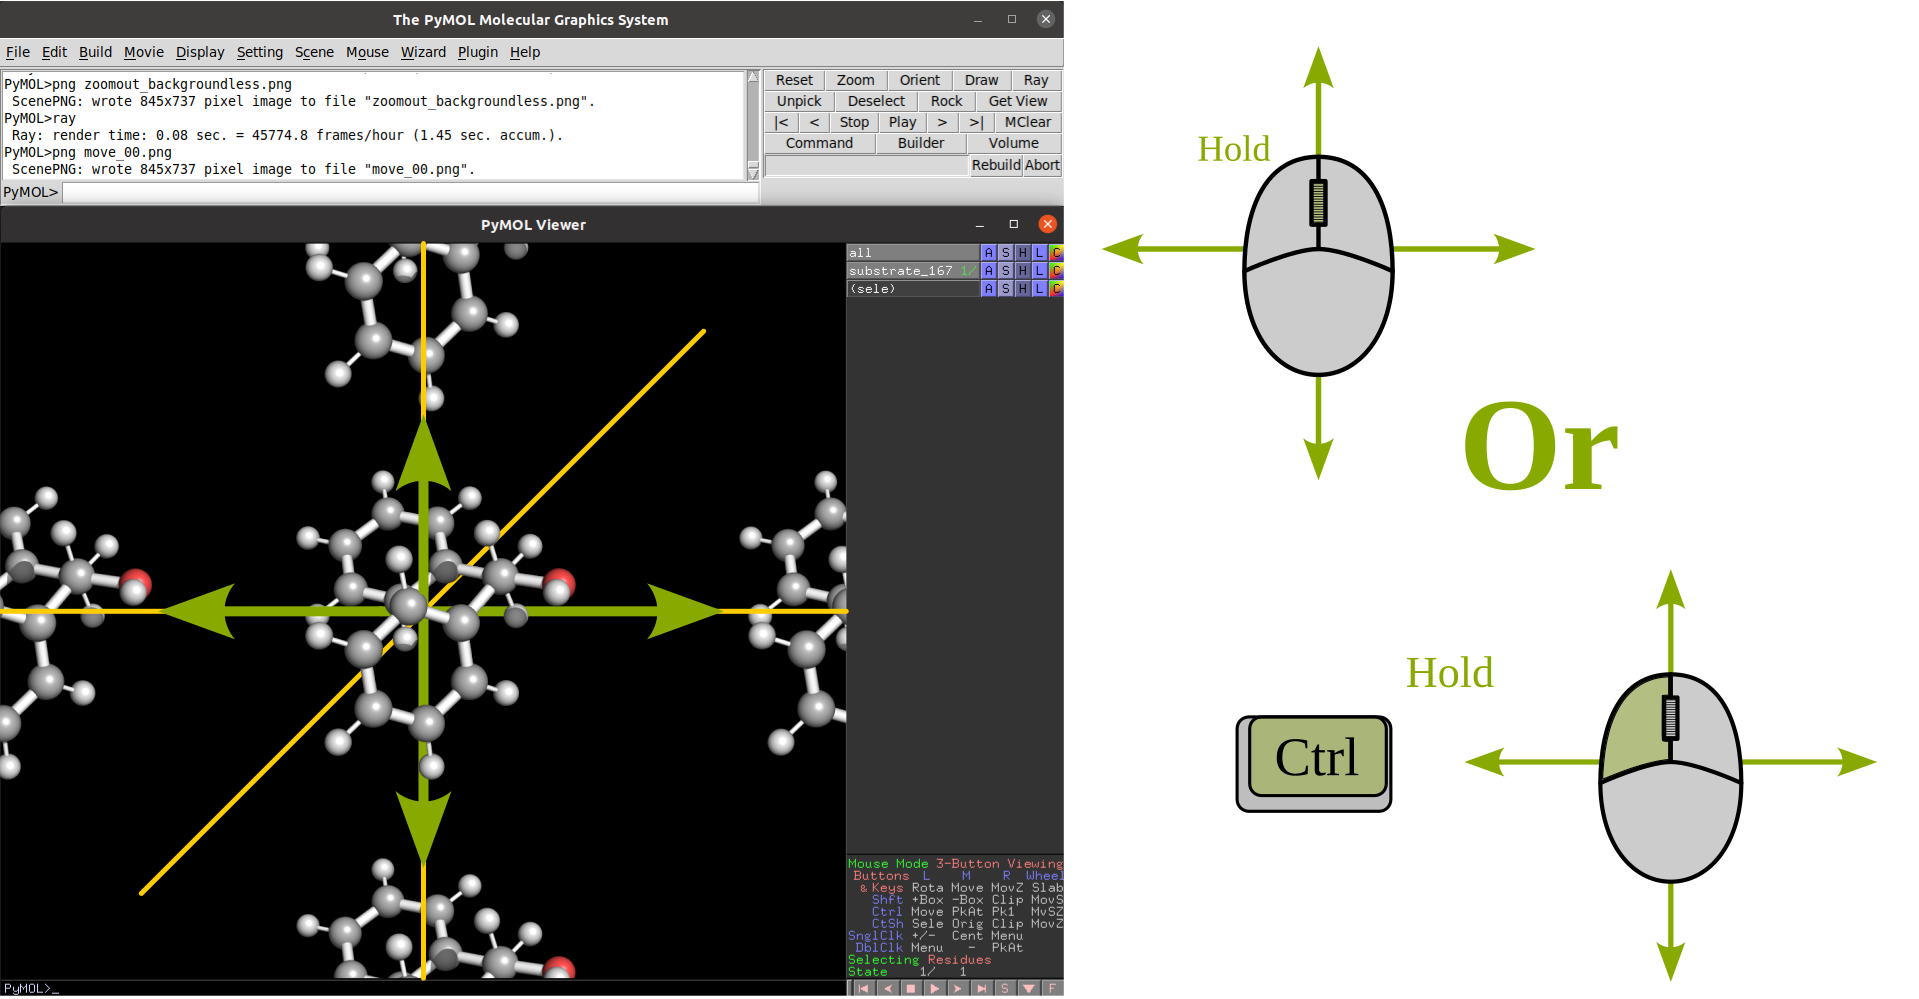 The PyMOL Molecular Graphics System
File Edit Build Movie Display Setting Scene Mouse Wizard Plugin Help
PyMOL>png zoomout_backgroundless.png
ScenePNG: wrote 845x737 pixel image to file "zoomout_backgroundless.png".
PyMOL>ray
Ray: render time: 0.08 sec. = 45774.8 frames/hour (1.45 sec. accum.).
PyMOL>png move_00.png
ScenePNG: wrote 845x737 pixel image to file "move_00.png".
PyMOL>
Reset Zoom Orient Draw Ray
Unpick Deselect Rock Get View
|< < Stop Play > >| MClear
Command Builder Volume
Rebuild Abort
PyMOL Viewer
all A S H L C
substrate_167 1/ A S H L C
(sele) A S H L C
Mouse Mode 3-Button Viewing
Buttons L M R Wheel
& Keys Rota Move MovZ Slab
Shft +Box -Box Clip MovS
Ctrl Move PkAt Pk1 MvSZ
CtSh Sele Orig Clip MovZ
SnglClk +/- Cent Menu
DblClk Menu - PkAt
Selecting Residues
State 1/ 1
PyMOL>_
S F
Hold
Or
Hold
Ctrl